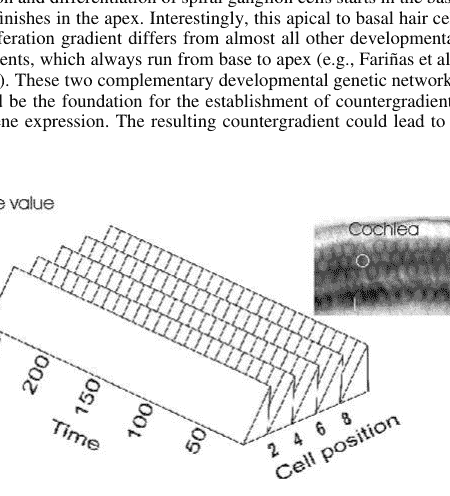 on and differentiation of spiral ganglion cells starts in the bas
finishes in the apex. Interestingly, this apical to basal hair ce
feration gradient differs from almost all other developmenta
ents, which always run from base to apex (e.g., Fariñas et al
). These two complementary developmental genetic network
l be the foundation for the establishment of countergradient
ene expression. The resulting countergradient could lead to
e value
Cochlea
200
150
100
50
Time
2 4 6 8
Cell position